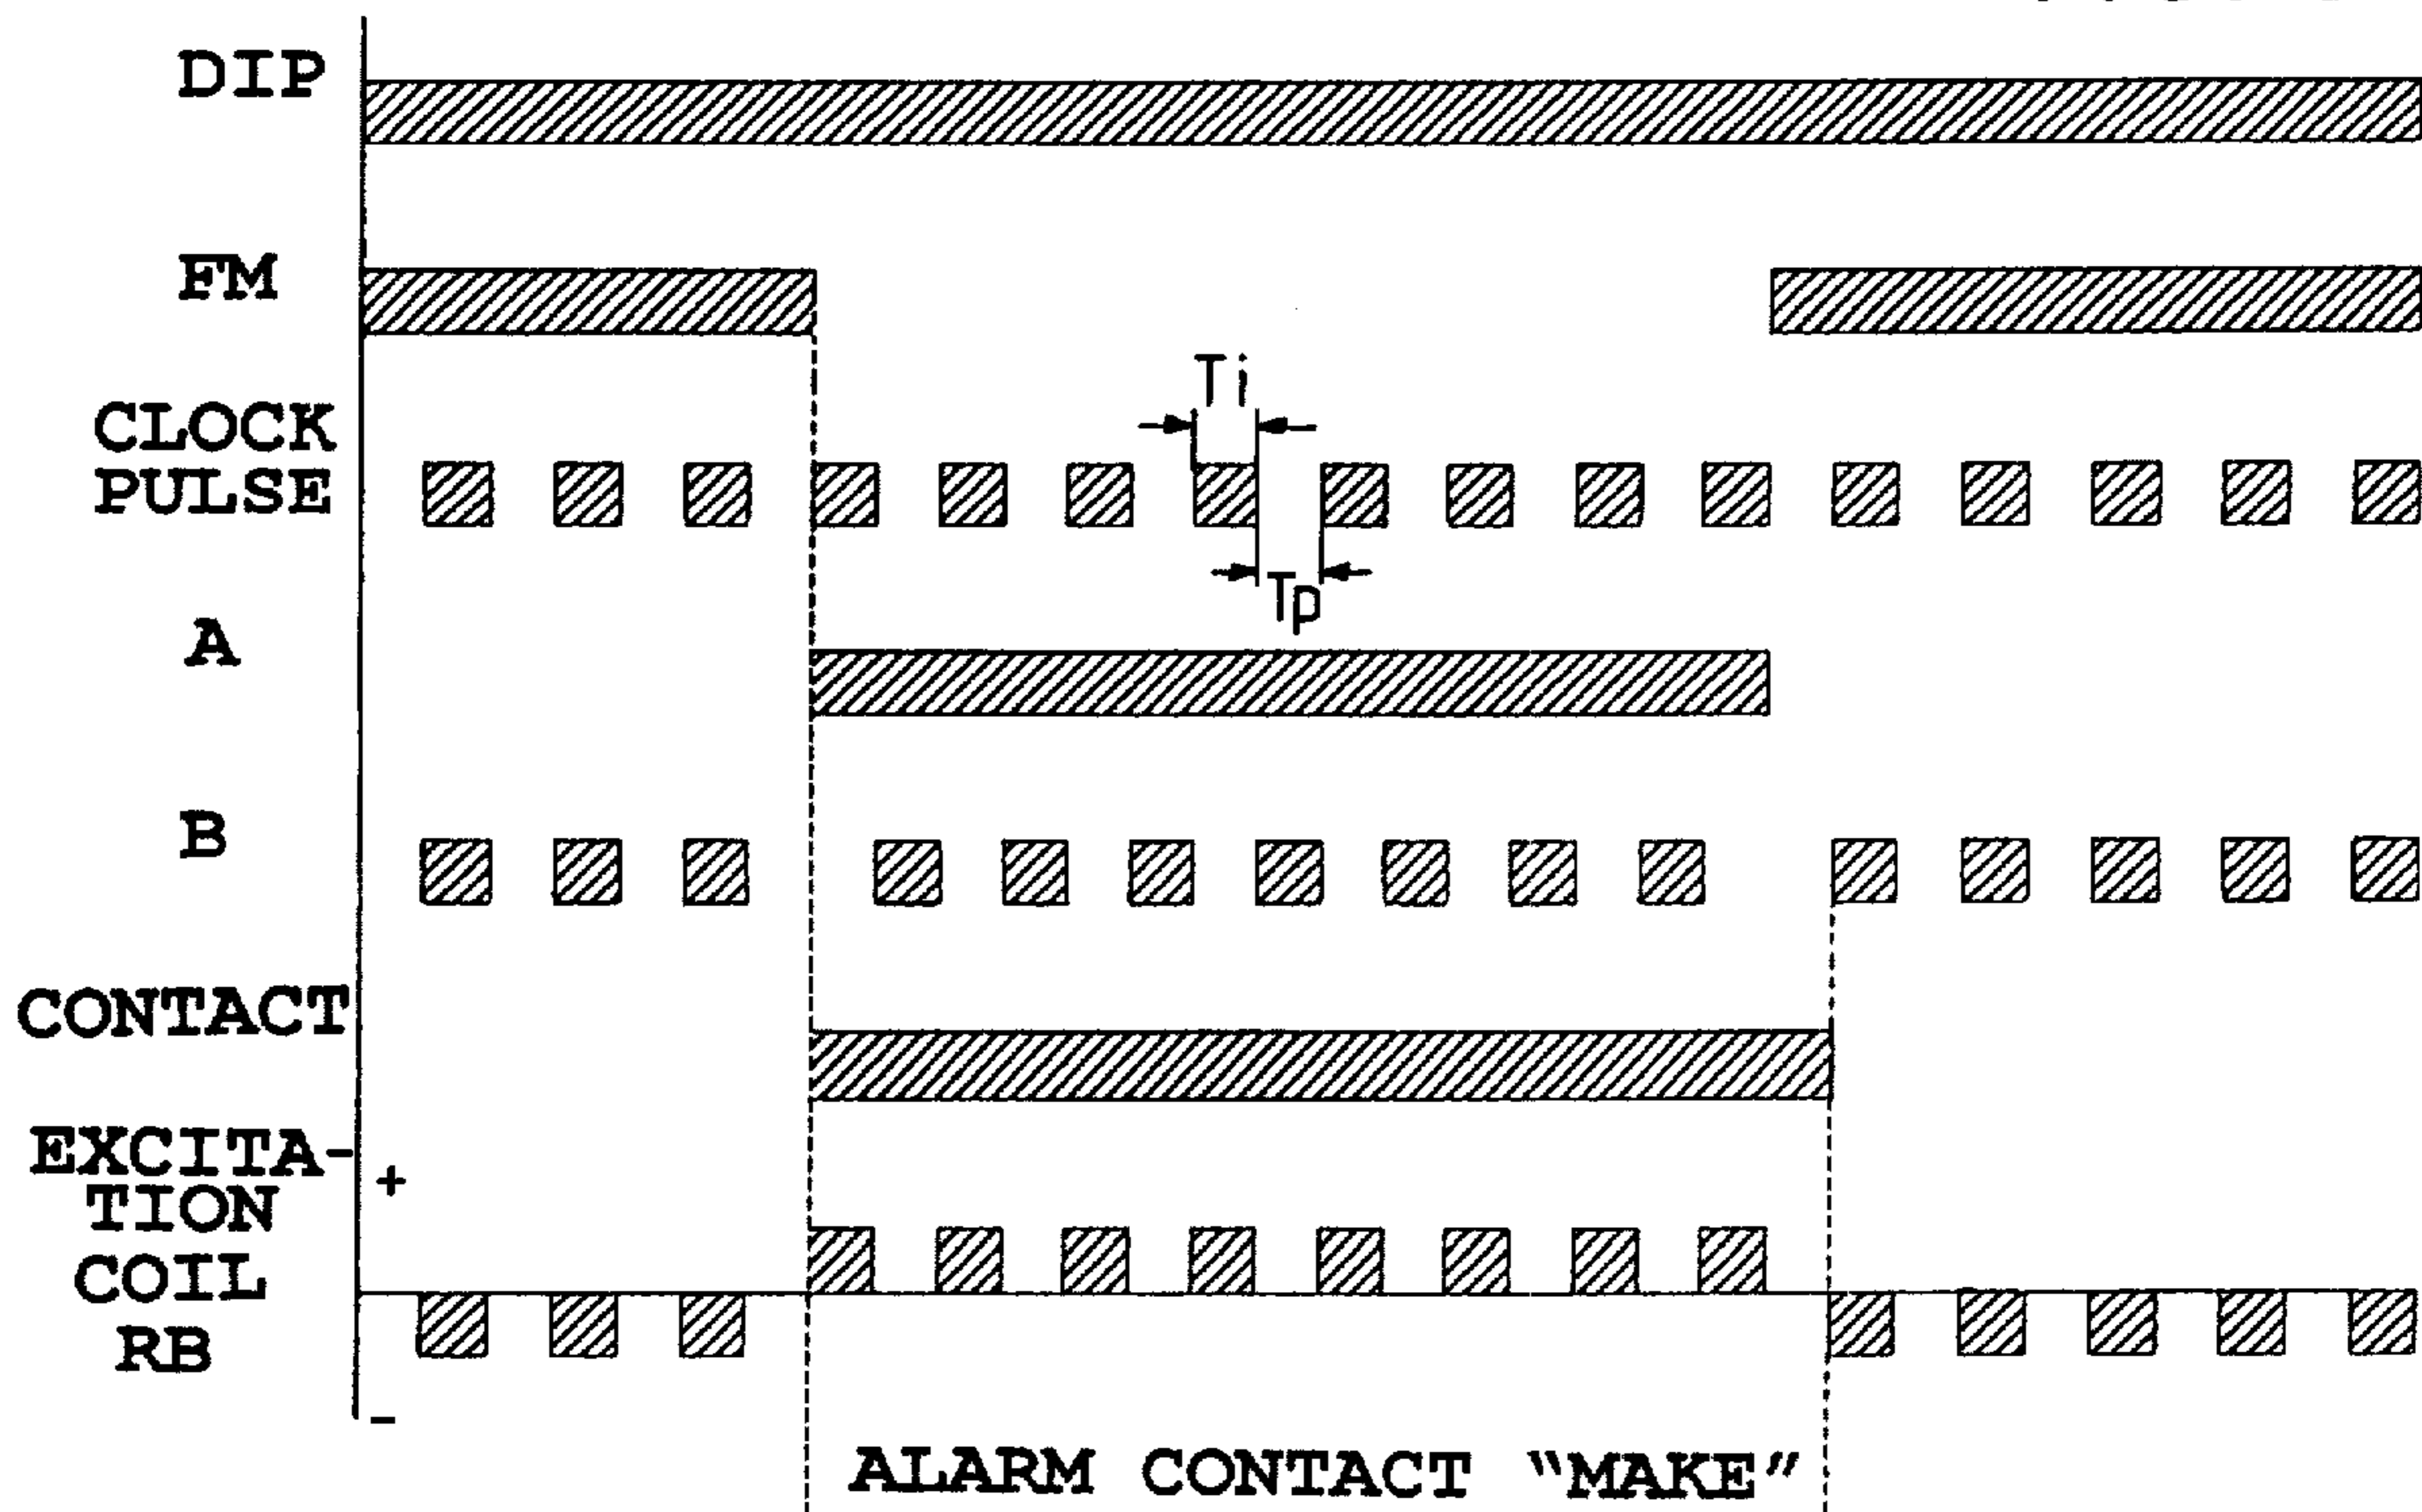 DIP
FM
Ti
CLOCK
PULSE
Tp
A
B
CONTACT
EXCITA-
+
TION
COIL
RB
-
ALARM CONTACT "MAKE"